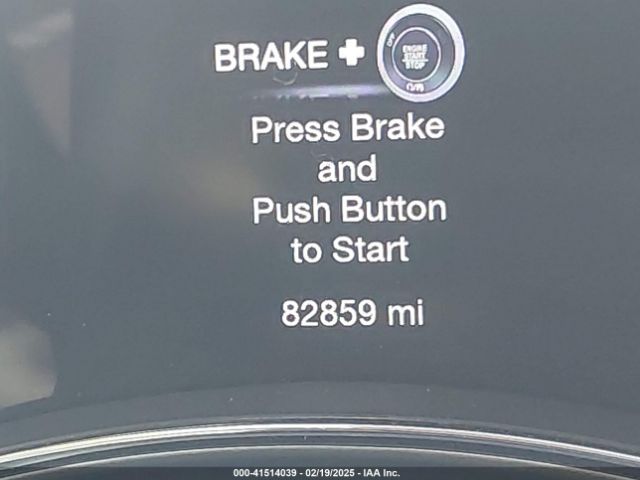 BRAKE +
OFF
ENGINE
START
STOP
Press Brake
and
Push Button
to Start
82859 mi
000-41514039 - 02/19/2025 - IAA Inc.